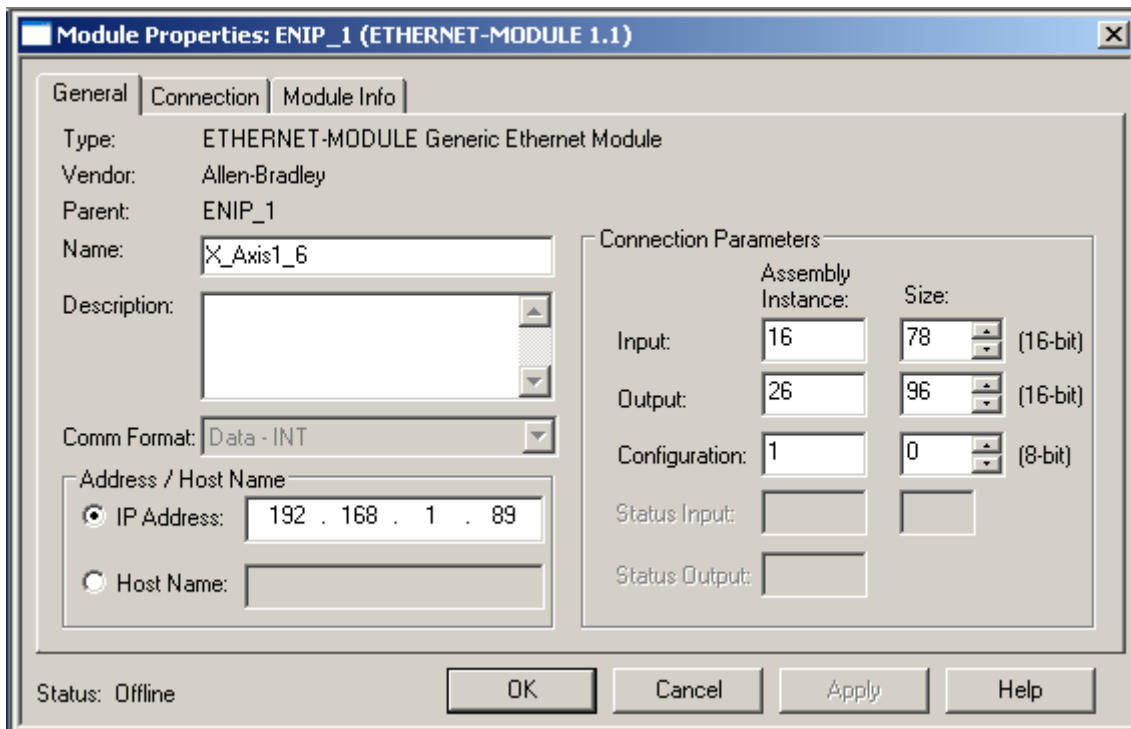 Module Properties: ENIP_1 (ETHERNET-MODULE 1.1)
General Connection Module Info
Type: ETHERNET-MODULE Generic Ethernet Module
Vendor: Allen-Bradley
Parent: ENIP_1
Name: X_Axis1_6
Description:
Comm Format: Data - INT
Address / Host Name
IP Address: 192 . 168 . 1 . 89
Host Name:
Connection Parameters
Assembly
Instance: Size:
Input: 16 78 (16-bit)
Output: 26 96 (16-bit)
Configuration: 1 0 (8-bit)
Status Input:
Status Output:
Status: Offline OK Cancel Apply Help